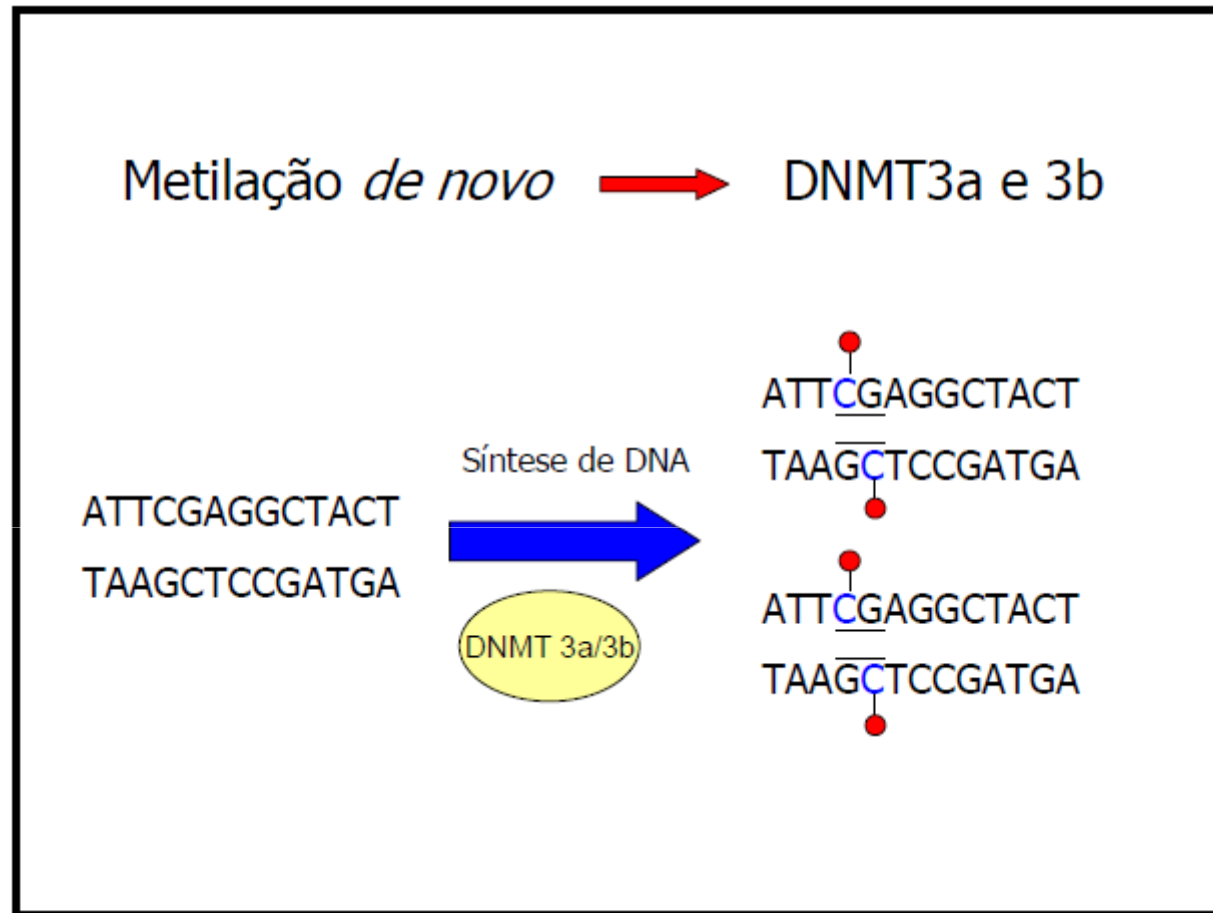 Metilação de novo DNMT3a e 3b
Síntese de DNA
ATTCGAGGCTACT
TAAGCTCCGATGA
DNMT 3a/3b
ATTCGAGGCTACT
TAAGCTCCGATGA
ATTCGAGGCTACT
TAAGCTCCGATGA